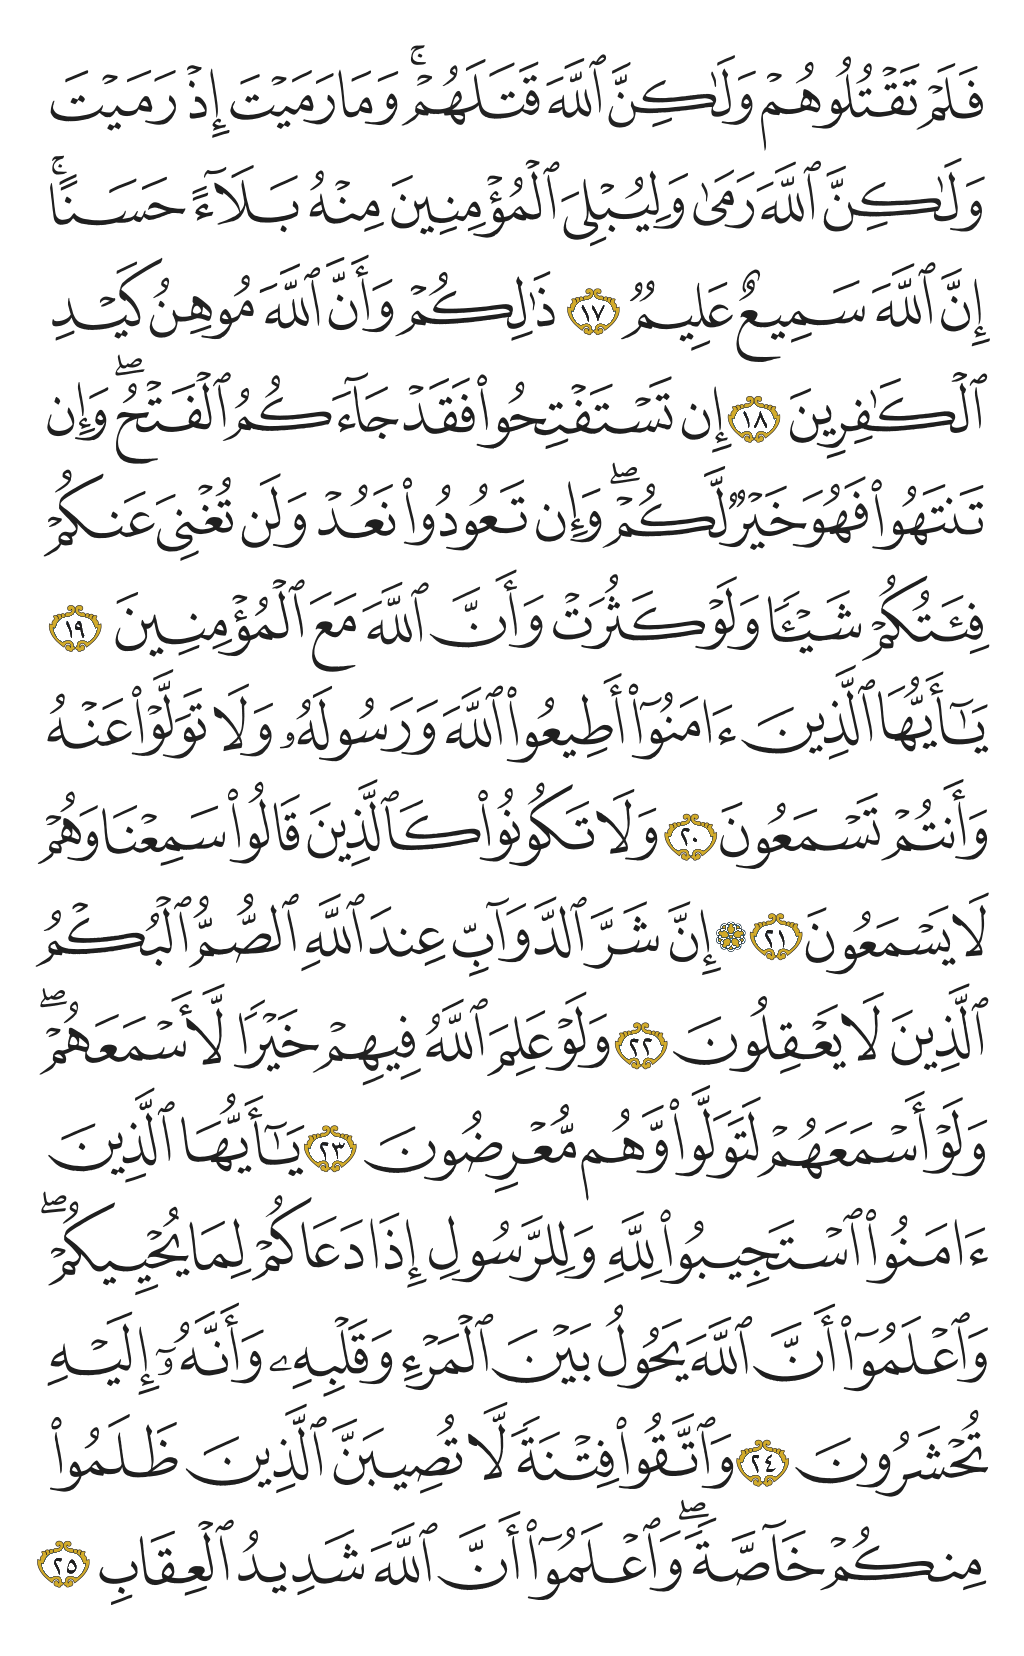 فَلَمْ تَقْتُلُوهُمْ وَلَٰكِنَّ ٱللَّهَ قَتَلَهُمْۚ وَمَا رَمَيْتَ إِذْ رَمَيْتَ
وَلَٰكِنَّ ٱللَّهَ رَمَىٰ وَلِيُبْلِىَ ٱلْمُؤْمِنِينَ مِنْهُ بَلَآءً حَسَنًاۚ
إِنَّ ٱللَّهَ سَمِيعٌ عَلِيمٌ ١٧ ذَٰلِكُمْ وَأَنَّ ٱللَّهَ مُوهِنُ كَيْدِ
ٱلْكَٰفِرِينَ ١٨ إِن تَسْتَفْتِحُوا۟ فَقَدْ جَآءَكُمُ ٱلْفَتْحُۖ وَإِن
تَنتَهُوا۟ فَهُوَ خَيْرٌ لَّكُمْۖ وَإِن تَعُودُوا۟ نَعُدْ وَلَن تُغْنِىَ عَنكُمْ
فِئَتُكُمْ شَيْـًٔا وَلَوْ كَثُرَتْ وَأَنَّ ٱللَّهَ مَعَ ٱلْمُؤْمِنِينَ ١٩
يَٰٓأَيُّهَا ٱلَّذِينَ ءَامَنُوٓا۟ أَطِيعُوا۟ ٱللَّهَ وَرَسُولَهُۥ وَلَا تَوَلَّوْا۟ عَنْهُ
وَأَنتُمْ تَسْمَعُونَ ٢٠ وَلَا تَكُونُوا۟ كَٱلَّذِينَ قَالُوا۟ سَمِعْنَا وَهُمْ
لَا يَسْمَعُونَ ٢١ ۞ إِنَّ شَرَّ ٱلدَّوَآبِّ عِندَ ٱللَّهِ ٱلصُّمُّ ٱلْبُكْمُ
ٱلَّذِينَ لَا يَعْقِلُونَ ٢٢ وَلَوْ عَلِمَ ٱللَّهُ فِيهِمْ خَيْرًا لَّأَسْمَعَهُمْۖ
وَلَوْ أَسْمَعَهُمْ لَتَوَلَّوا۟ وَّهُم مُّعْرِضُونَ ٢٣ يَٰٓأَيُّهَا ٱلَّذِينَ
ءَامَنُوا۟ ٱسْتَجِيبُوا۟ لِلَّهِ وَلِلرَّسُولِ إِذَا دَعَاكُمْ لِمَا يُحْيِيكُمْۖ
وَٱعْلَمُوٓا۟ أَنَّ ٱللَّهَ يَحُولُ بَيْنَ ٱلْمَرْءِ وَقَلْبِهِۦ وَأَنَّهُۥٓ إِلَيْهِ
تُحْشَرُونَ ٢٤ وَٱتَّقُوا۟ فِتْنَةً لَّا تُصِيبَنَّ ٱلَّذِينَ ظَلَمُوا۟
مِنكُمْ خَآصَّةًۖ وَٱعْلَمُوٓا۟ أَنَّ ٱللَّهَ شَدِيدُ ٱلْعِقَابِ ٢٥